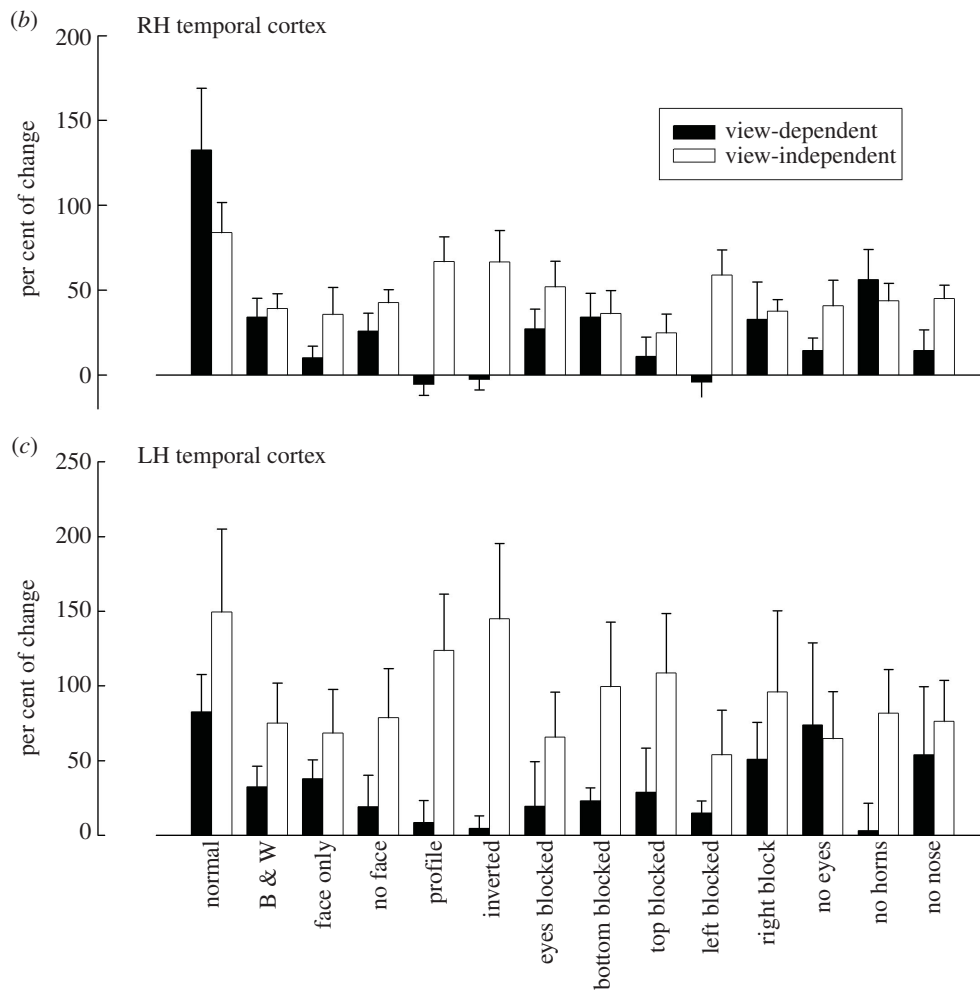 (b)
RH temporal cortex
200
150
100
50
0
per cent of change
view-dependent
view-independent
(c)
LH temporal cortex
250
200
150
100
50
0
per cent of change
normal
B & W
face only
no face
profile
inverted
eyes blocked
bottom blocked
top blocked
left blocked
right block
no eyes
no horns
no nose